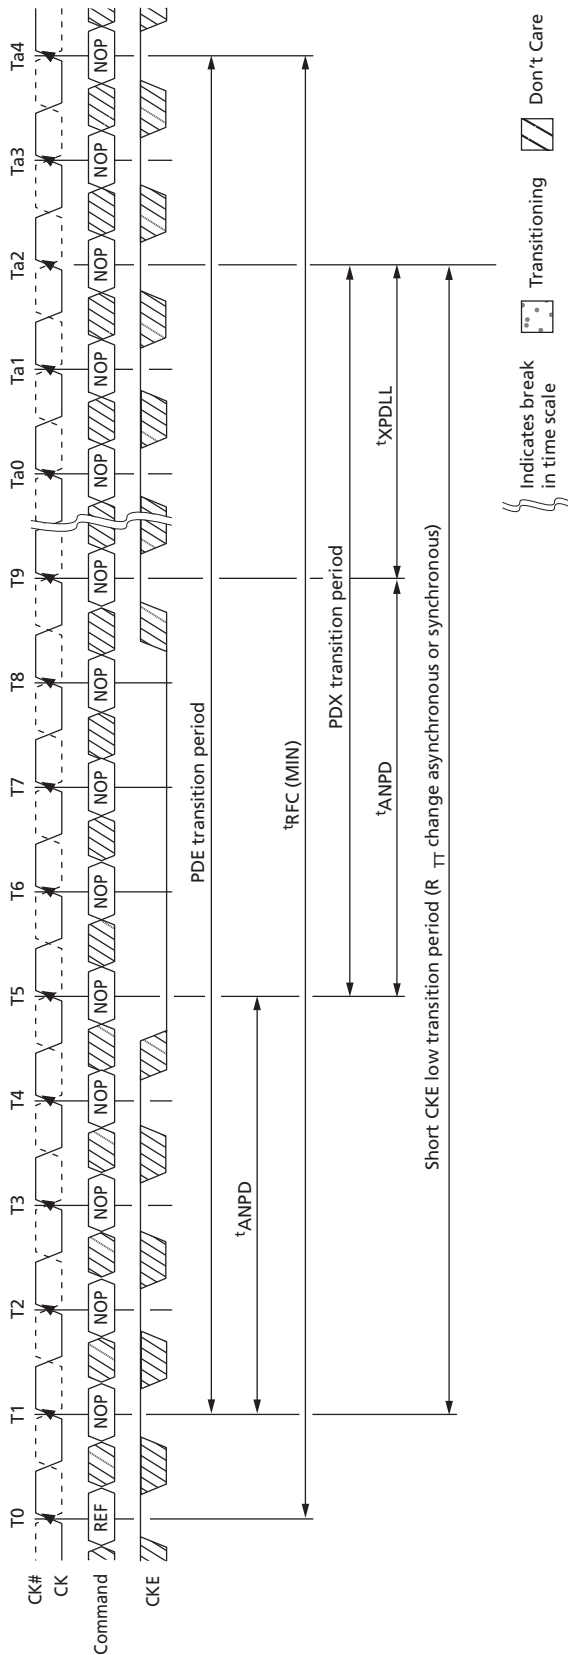 T0 T1 T2 T3 T4 T5 T6 T7 T8 T9 Ta0 Ta1 Ta2 Ta3 Ta4
CK#
CK
Command
REF NOP NOP NOP NOP NOP NOP NOP NOP NOP NOP NOP NOP NOP NOP
CKE
PDE transition period
tANPD
tRFC (MIN)
PDX transition period
tANPD
tXPDLL
Short CKE low transition period (R TT change asynchronous or synchronous)
Indicates break
in time scale
Transitioning
Don't Care